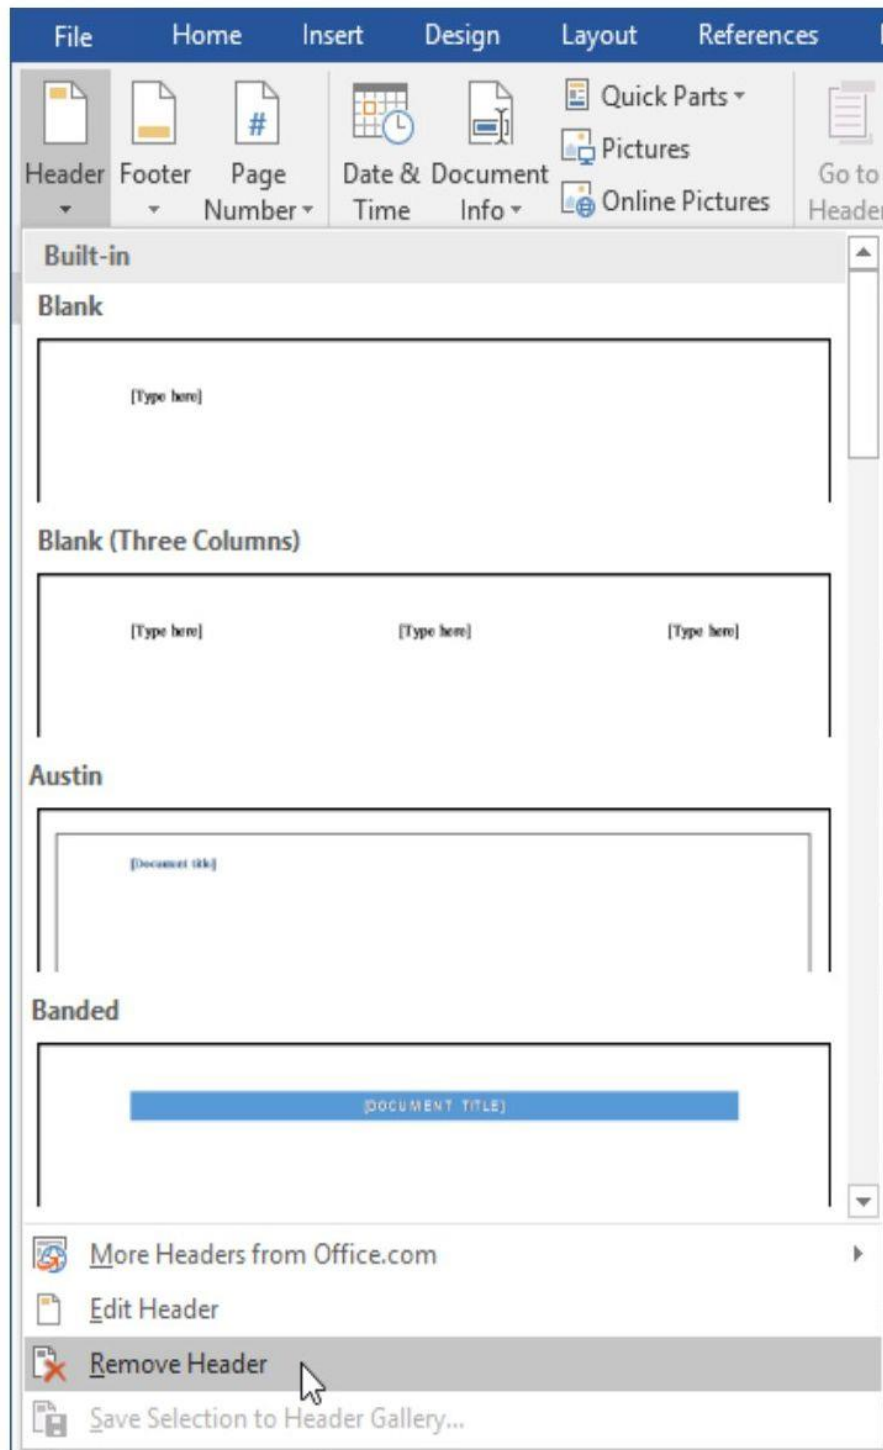 File Home Insert Design Layout References
Header Footer Page Number Date & Time Document Info Quick Parts
Pictures
Online Pictures
Go to Header
Built-in
Blank
[Type here]
Blank (Three Columns)
[Type here] [Type here] [Type here]
Austin
[Document title]
Banded
[DOCUMENT TITLE]
More Headers from Office.com
Edit Header
Remove Header
Save Selection to Header Gallery...